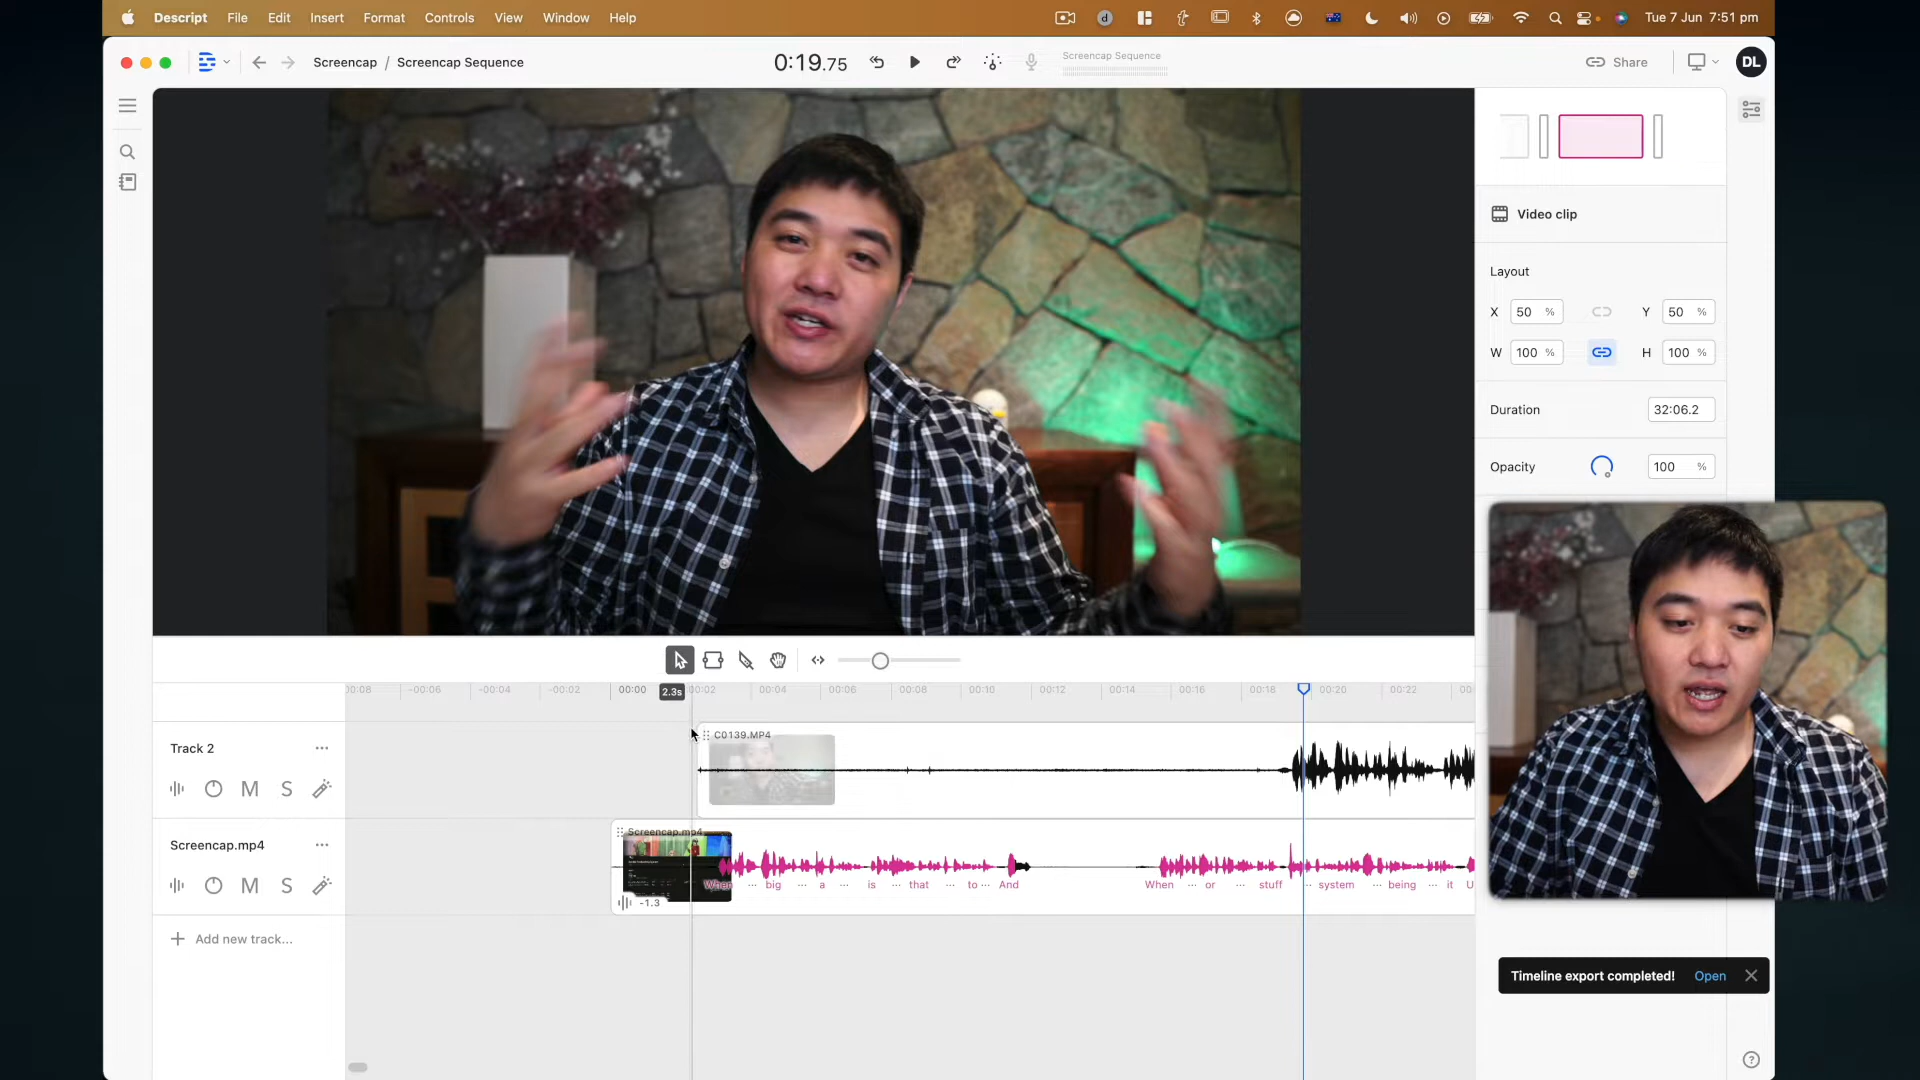 Descript File Edit Insert Format Controls View Window Help
Tue 7 Jun 7:51 pm
Screencap / Screencap Sequence
0:19.75
Screencap Sequence
Share
DL
Video clip
Layout
X 50 % Y 50 %
W 100 % H 100 %
Duration 32:06.2
Opacity 100 %
00:08 -00:06 -00:04 -00:02 00:00 2.3s 00:02 00:04 00:06 00:08 00:10 00:12 00:14 00:16 00:18 00:20 00:22
Track 2
C0139.MP4
M S
Screencap.mp4
Screencap.mp4
M S
When ... big ... a ... is ... that ... to ... And When ... or ... stuff ... system ... being ... it U
-1.3
Add new track...
Timeline export completed! Open